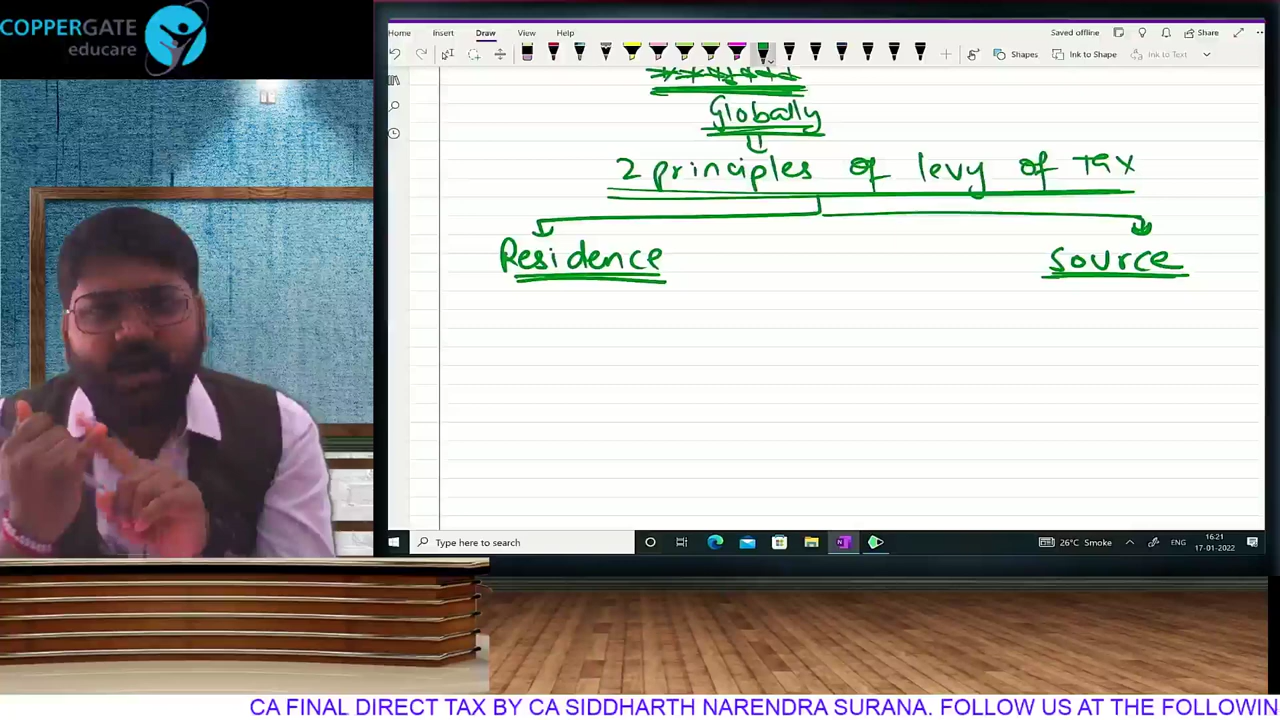 COPPERGATE
educare
Home Insert Draw View Help
Saved offline
Share
Shapes
Ink to Shape
Ink to Text
Globally
2 principles of levy of Tax
Residence
Source
Type here to search
26°C Smoke
ENG
16:21
17-01-2022
CA FINAL DIRECT TAX BY CA SIDDHARTH NARENDRA SURANA. FOLLOW US AT THE FOLLOWIN